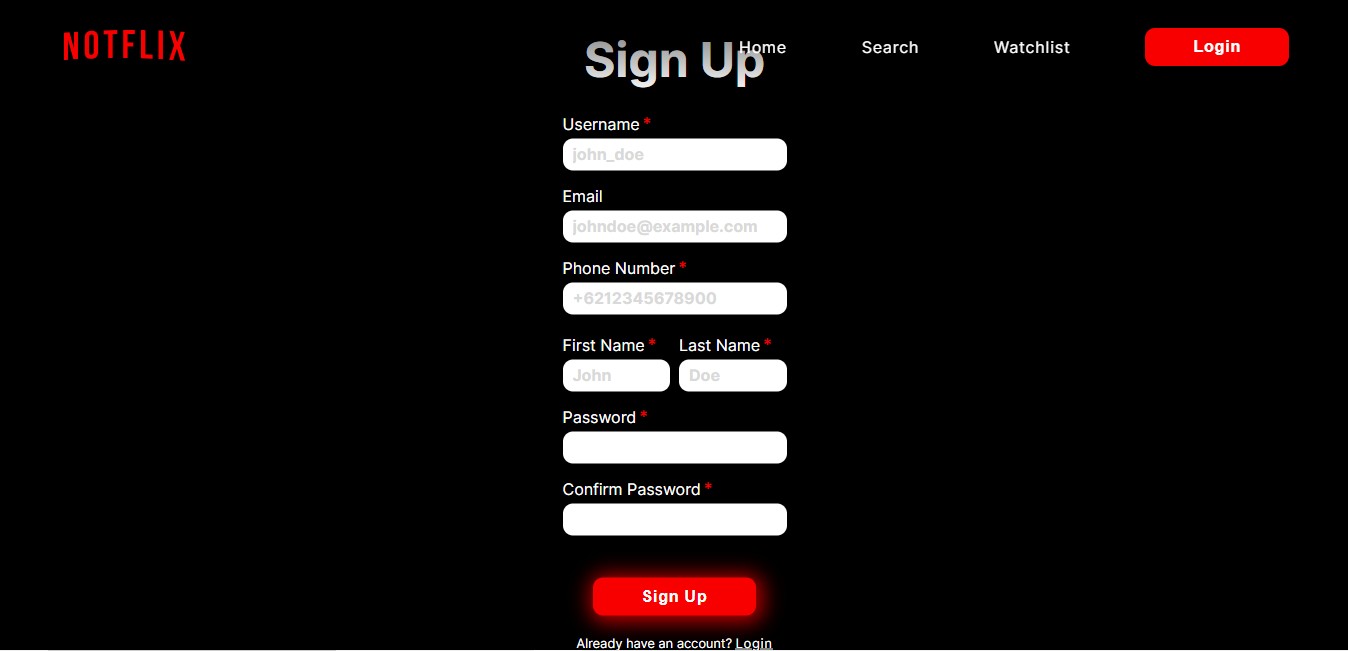 NOTFLIX
Home Search Watchlist Login
Sign Up
Username *
john_doe
Email
johndoe@example.com
Phone Number *
+6212345678900
First Name * Last Name *
John Doe
Password *
Confirm Password *
Sign Up
Already have an account? Login